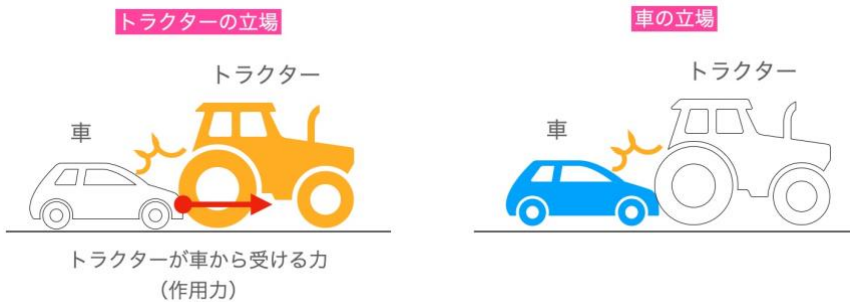 トラクターの立場
トラクター
車
トラクターが車から受ける力
（作用力）
車の立場
トラクター
車